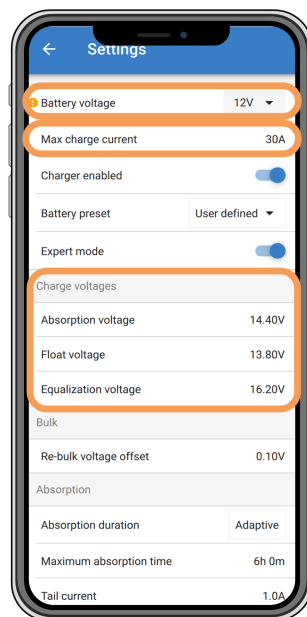 Settings
Battery voltage 12V
Max charge current 30A
Charger enabled
Battery preset User defined
Expert mode
Charge voltages
Absorption voltage 14.40V
Float voltage 13.80V
Equalization voltage 16.20V
Bulk
Re-bulk voltage offset 0.10V
Absorption
Absorption duration Adaptive
Maximum absorption time 6h 0m
Tail current 1.0A